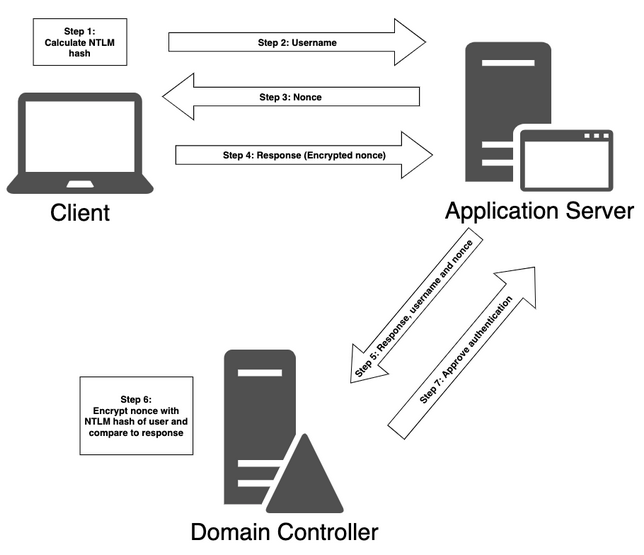 Step 1:
Calculate NTLM
hash
Step 2: Username
Step 3: Nonce
Step 4: Response (Encrypted nonce)
Client
Application Server
Step 5: Response, username and nonce
Step 7: Approve authentication
Step 6:
Encrypt nonce with
NTLM hash of user and
compare to response
Domain Controller